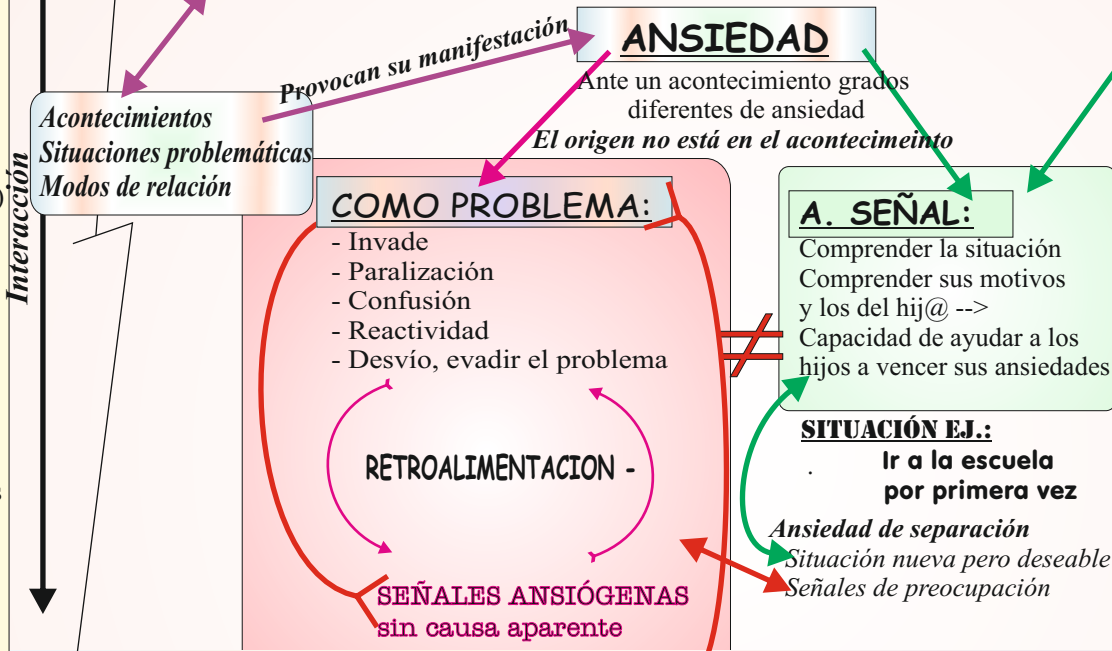 Interacción
Provocan su manifestación
ANSIEDAD
Ante un acontecimiento grados
diferentes de ansiedad
El origen no está en el acontecimeinto
Acontecimientos
Situaciones problemáticas
Modos de relación
COMO PROBLEMA:
- Invade
- Paralización
- Confusión
- Reactividad
- Desvío, evadir el problema
RETROALIMENTACION -
SEÑALES ANSIÓGENAS
sin causa aparente
≠
A. SEÑAL:
Comprender la situación
Comprender sus motivos
y los del hij@ -->
Capacidad de ayudar a los
hijos a vencer sus ansiedades
SITUACIÓN EJ.:
. Ir a la escuela
por primera vez
Ansiedad de separación
Situación nueva pero deseable
Señales de preocupación